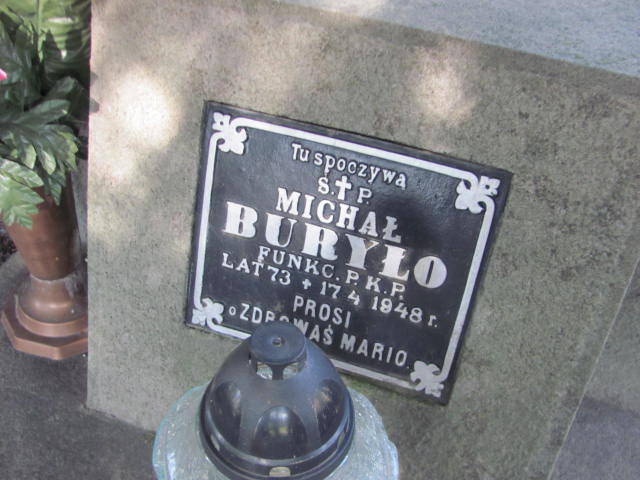 Tu spoczywa
Ś.✝P.
MICHAŁ
BURYŁO
FUNKC. P.K.P.
LAT 73 + 17 4 1948 r.
PROSI
o ZDROWAŚ MARIO.